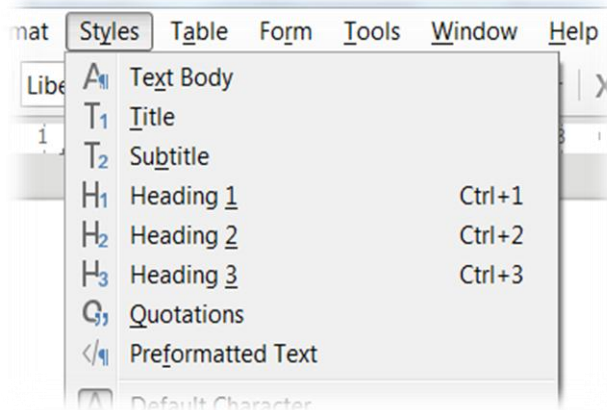 mat Styles Table Form Tools Window Help
Libe
Text Body
1
Title
Subtitle
Heading 1 Ctrl+1
Heading 2 Ctrl+2
Heading 3 Ctrl+3
Quotations
Preformatted Text
Default Character